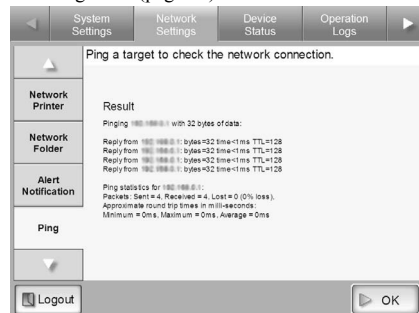 System Settings
Network Settings
Device Status
Operation Logs
Ping a target to check the network connection.
Network Printer
Network Folder
Alert Notification
Ping
Result
Pinging with 32 bytes of data:
Reply from : bytes=32 time<1ms TTL=128
Reply from : bytes=32 time<1ms TTL=128
Reply from : bytes=32 time<1ms TTL=128
Reply from : bytes=32 time<1ms TTL=128
Ping statistics for :
Packets: Sent = 4, Received = 4, Lost = 0 (0% loss),
Approximate round trip times in milli-seconds:
Minimum = 0ms, Maximum = 0ms, Average = 0ms
Logout
OK